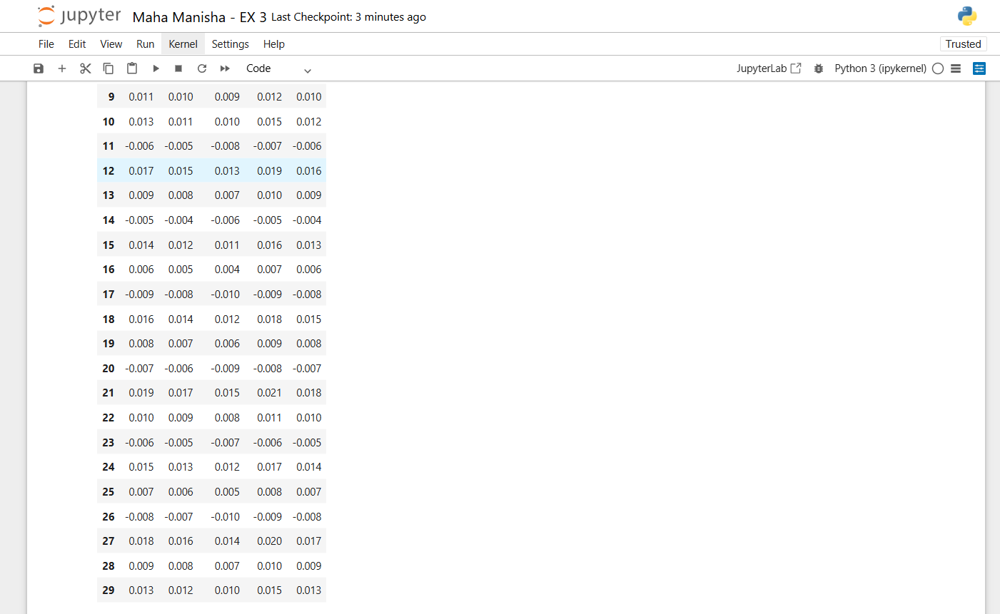 jupyter Maha Manisha - EX 3 Last Checkpoint: 3 minutes ago
File Edit View Run Kernel Settings Help Trusted
Code JupyterLab Python 3 (ipykernel)
9 0.011 0.010 0.009 0.012 0.010
10 0.013 0.011 0.010 0.015 0.012
11 -0.006 -0.005 -0.008 -0.007 -0.006
12 0.017 0.015 0.013 0.019 0.016
13 0.009 0.008 0.007 0.010 0.009
14 -0.005 -0.004 -0.006 -0.005 -0.004
15 0.014 0.012 0.011 0.016 0.013
16 0.006 0.005 0.004 0.007 0.006
17 -0.009 -0.008 -0.010 -0.009 -0.008
18 0.016 0.014 0.012 0.018 0.015
19 0.008 0.007 0.006 0.009 0.008
20 -0.007 -0.006 -0.009 -0.008 -0.007
21 0.019 0.017 0.015 0.021 0.018
22 0.010 0.009 0.008 0.011 0.010
23 -0.006 -0.005 -0.007 -0.006 -0.005
24 0.015 0.013 0.012 0.017 0.014
25 0.007 0.006 0.005 0.008 0.007
26 -0.008 -0.007 -0.010 -0.009 -0.008
27 0.018 0.016 0.014 0.020 0.017
28 0.009 0.008 0.007 0.010 0.009
29 0.013 0.012 0.010 0.015 0.013